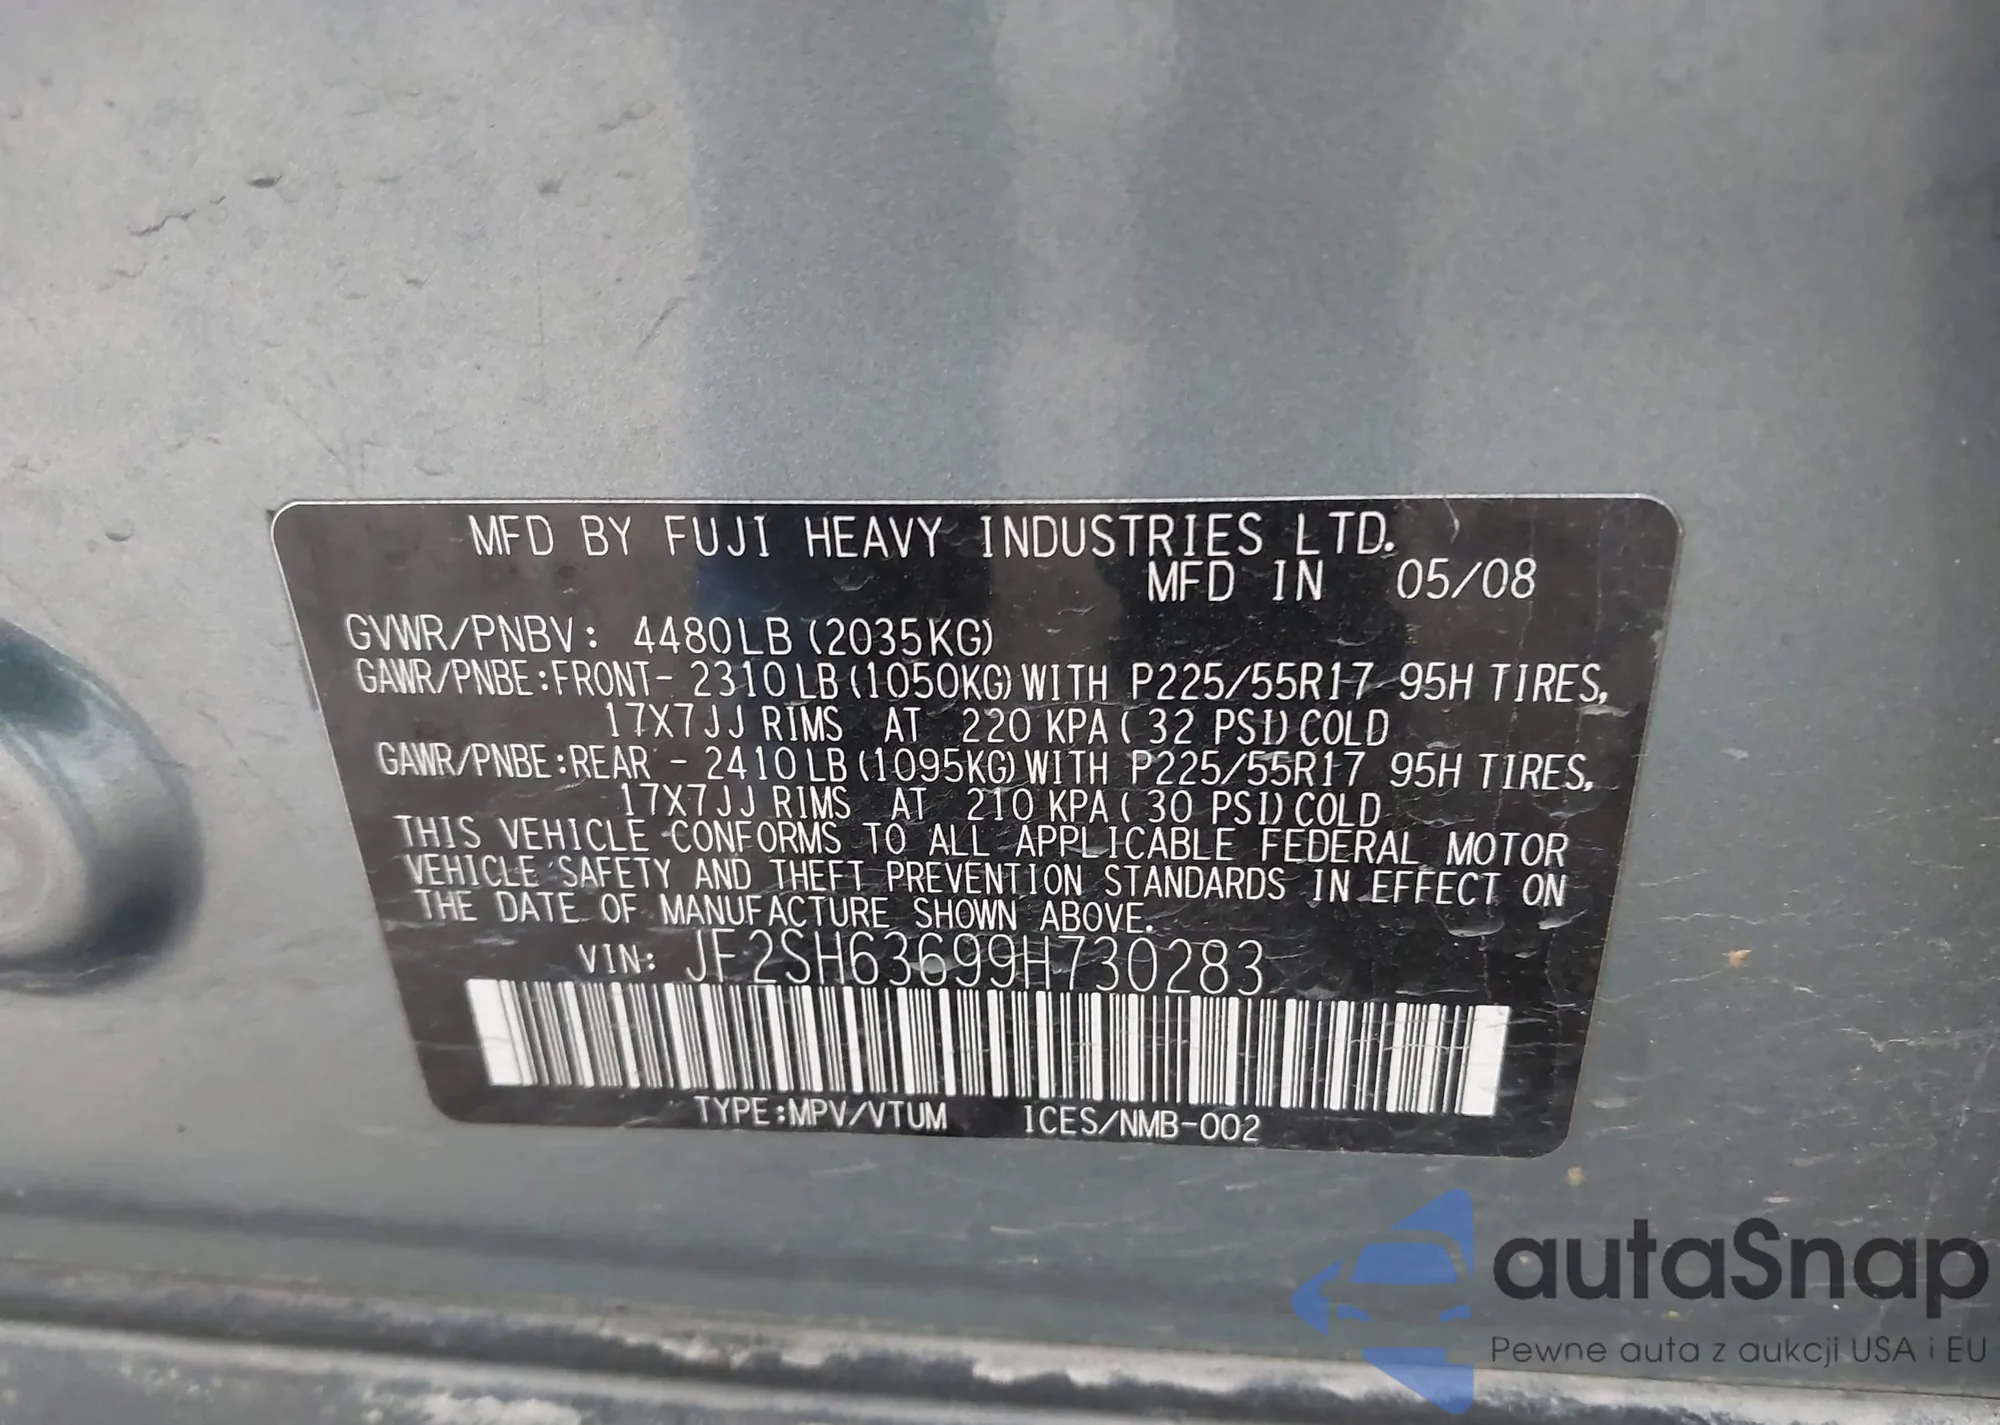 MFD BY FUJI HEAVY INDUSTRIES LTD.
MFD IN 05/08
GVWR/PNBV: 4480LB(2035KG)
GAWR/PNBE:FRONT- 2310LB(1050KG)WITH P225/55R17 95H TIRES,
17X7JJ RIMS AT 220 KPA( 32 PSI)COLD
GAWR/PNBE:REAR - 2410LB(1095KG)WITH P225/55R17 95H TIRES,
17X7JJ RIMS AT 210 KPA( 30 PSI)COLD
THIS VEHICLE CONFORMS TO ALL APPLICABLE FEDERAL MOTOR
VEHICLE SAFETY AND THEFT PREVENTION STANDARDS IN EFFECT ON
THE DATE OF MANUFACTURE SHOWN ABOVE.
VIN: JF2SH63699H730283
TYPE:MPV/VTUM ICES/NMB-002
autaSnap
Pewne auta z aukcji USA i EU